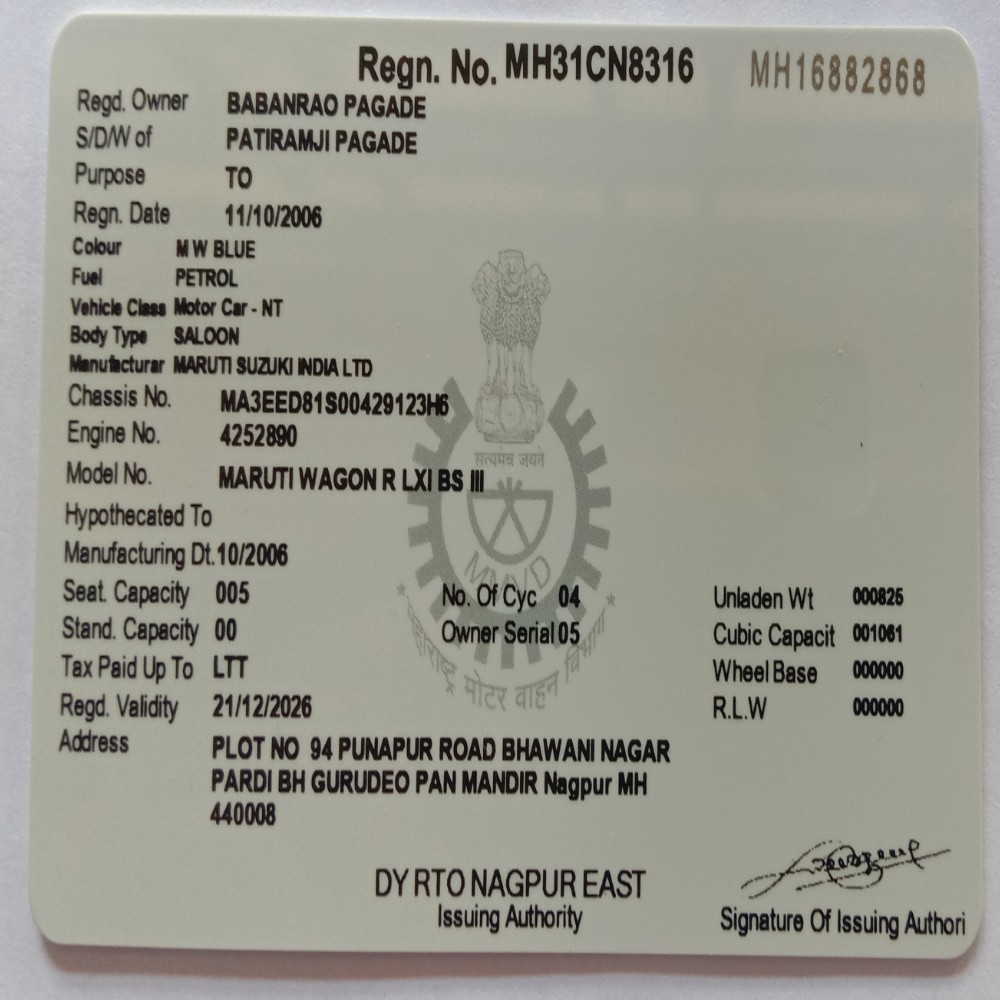 Regn. No. MH31CN8316 MH16882868
Regd. Owner BABANRAO PAGADE
S/D/W of PATIRAMJI PAGADE
Purpose TO
Regn. Date 11/10/2006
Colour M W BLUE
Fuel PETROL
Vehicle Class Motor Car - NT
Body Type SALOON
Manufacturar MARUTI SUZUKI INDIA LTD
Chassis No. MA3EED81S00429123H6
Engine No. 4252890
सत्यमेव जयते
Model No. MARUTI WAGON R LXI BS III
Hypothecated To
Manufacturing Dt. 10/2006
MMVD
Seat. Capacity 005 No. Of Cyc 04 Unladen Wt 000825
Stand. Capacity 00 Owner Serial 05 Cubic Capacit 001061
Tax Paid Up To LTT Wheel Base 000000
महाराष्ट्र मोटर वाहन विभाग
Regd. Validity 21/12/2026 R.L.W 000000
Address PLOT NO 94 PUNAPUR ROAD BHAWANI NAGAR
PARDI BH GURUDEO PAN MANDIR Nagpur MH
440008
DY RTO NAGPUR EAST
Issuing Authority
Signature Of Issuing Authori